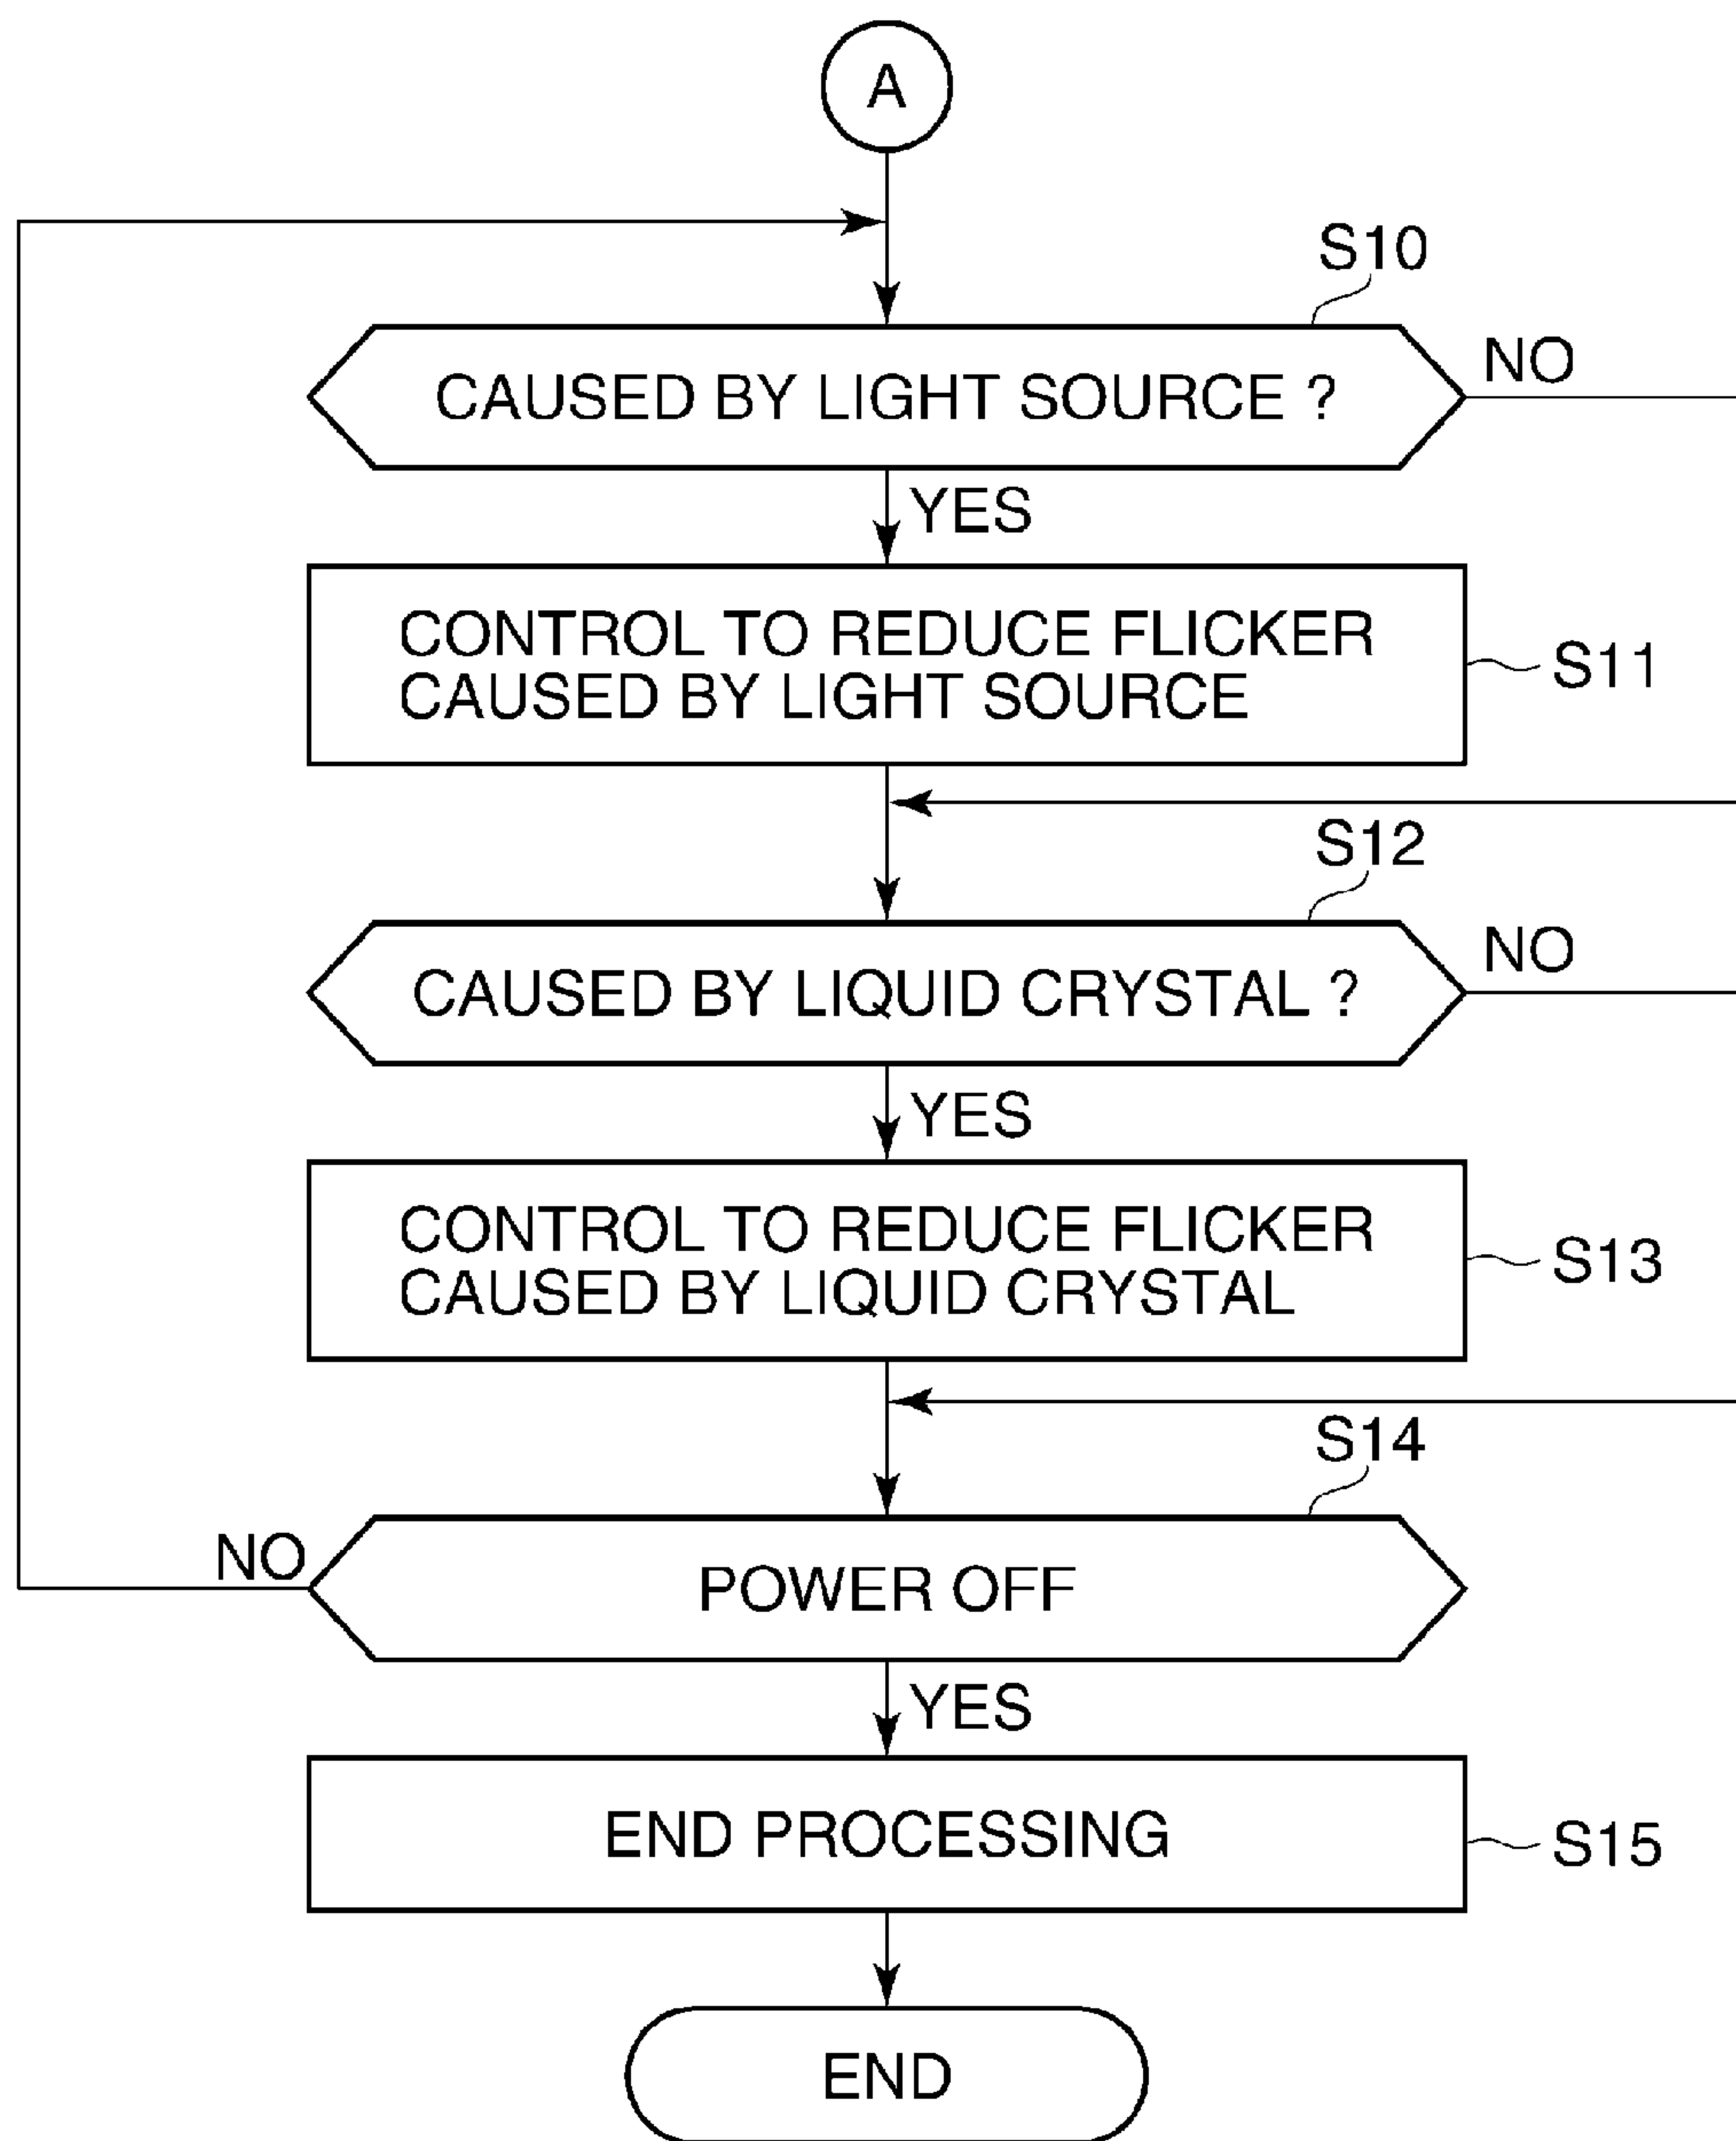 A
S10
CAUSED BY LIGHT SOURCE ?
NO
YES
CONTROL TO REDUCE FLICKER
CAUSED BY LIGHT SOURCE
S11
S12
CAUSED BY LIQUID CRYSTAL ?
NO
YES
CONTROL TO REDUCE FLICKER
CAUSED BY LIQUID CRYSTAL
S13
S14
NO
POWER OFF
YES
END PROCESSING
S15
END